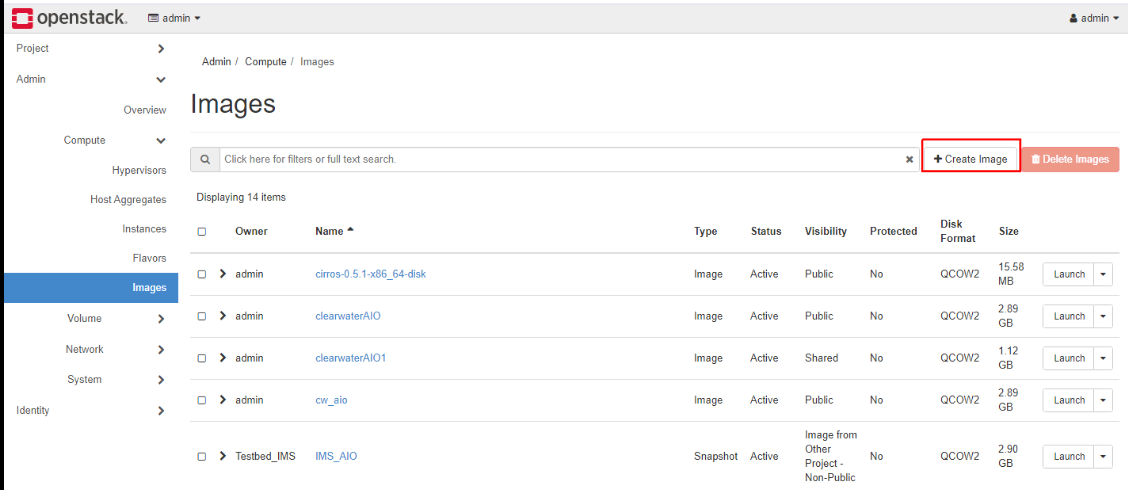 openstack. admin admin
Project
Admin
Overview
Compute
Hypervisors
Host Aggregates
Instances
Flavors
Images
Volume
Network
System
Identity
Admin / Compute / Images
Images
Click here for filters or full text search. × + Create Image Delete Images
Displaying 14 items
Owner Name Type Status Visibility Protected Disk Format Size
admin cirros-0.5.1-x86_64-disk Image Active Public No QCOW2 15.58 MB Launch
admin clearwaterAIO Image Active Public No QCOW2 2.89 GB Launch
admin clearwaterAIO1 Image Active Shared No QCOW2 1.12 GB Launch
admin cw_aio Image Active Public No QCOW2 2.89 GB Launch
Testbed_IMS IMS_AIO Snapshot Active Image from Other Project - Non-Public No QCOW2 2.90 GB Launch